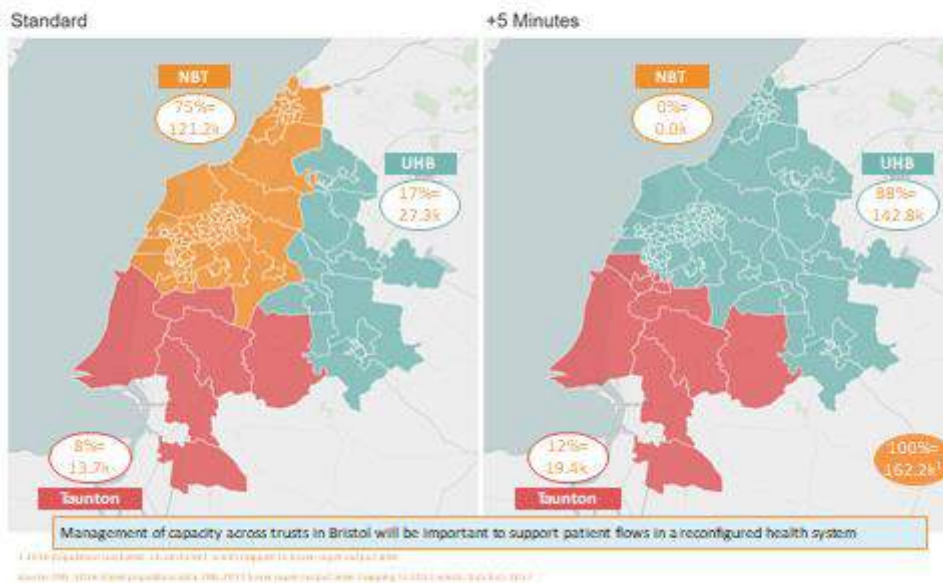 Standard
+5 Minutes
NBT
75%=
121.2k
UHB
17%=
27.3k
8%=
13.7k
Taunton
NBT
0%=
0.0k
UHB
88%=
142.8k
12%=
19.4k
Taunton
100%=
162.2k
Management of capacity across trusts in Bristol will be important to support patient flows in a reconfigured health system